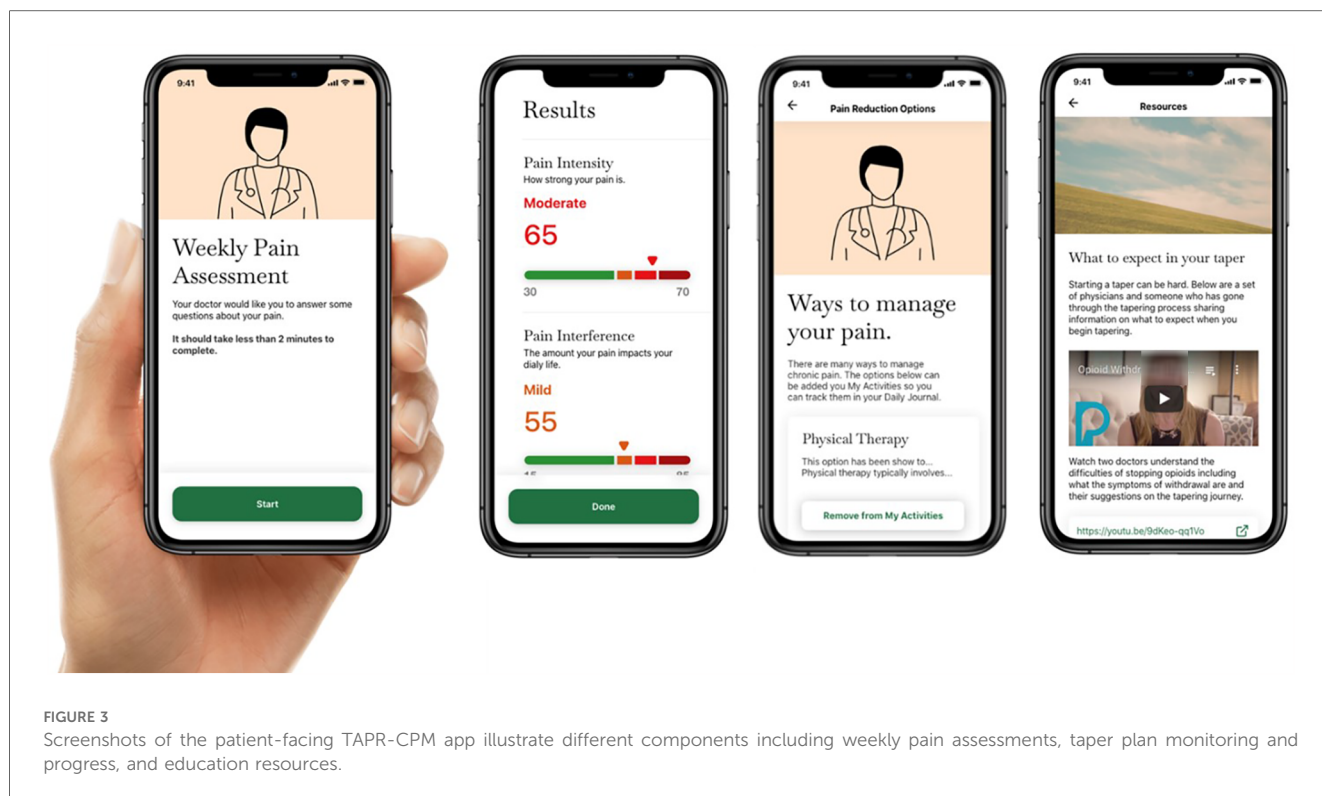 9:41
Weekly Pain
Assessment
Your doctor would like you to answer some
questions about your pain.
It should take less than 2 minutes to
complete.
Start
Results
Pain Intensity
How strong your pain is.
Moderate
65
30 70
Pain Interference
The amount your pain impacts your
dialy life.
Mild
55
Done
9:41
Pain Reduction Options
Ways to manage
your pain.
There are many ways to manage
chronic pain. The options below can
be added you My Activities so you
can track them in your Daily Journal.
Physical Therapy
This option has been show to...
Physical therapy typically involves...
Remove from My Activities
9:41
Resources
What to expect in your taper
Starting a taper can be hard. Below are a set
of physicians and someone who has gone
through the tapering process sharing
information on what to expect when you
begin tapering.
Opioid Withdr
Watch two doctors understand the
difficulties of stopping opioids including
what the symptoms of withdrawal are and
their suggestions on the tapering journey.
https://youtu.be/9dKeo-qq1Vo
FIGURE 3
Screenshots of the patient-facing TAPR-CPM app illustrate different components including weekly pain assessments, taper plan monitoring and
progress, and education resources.